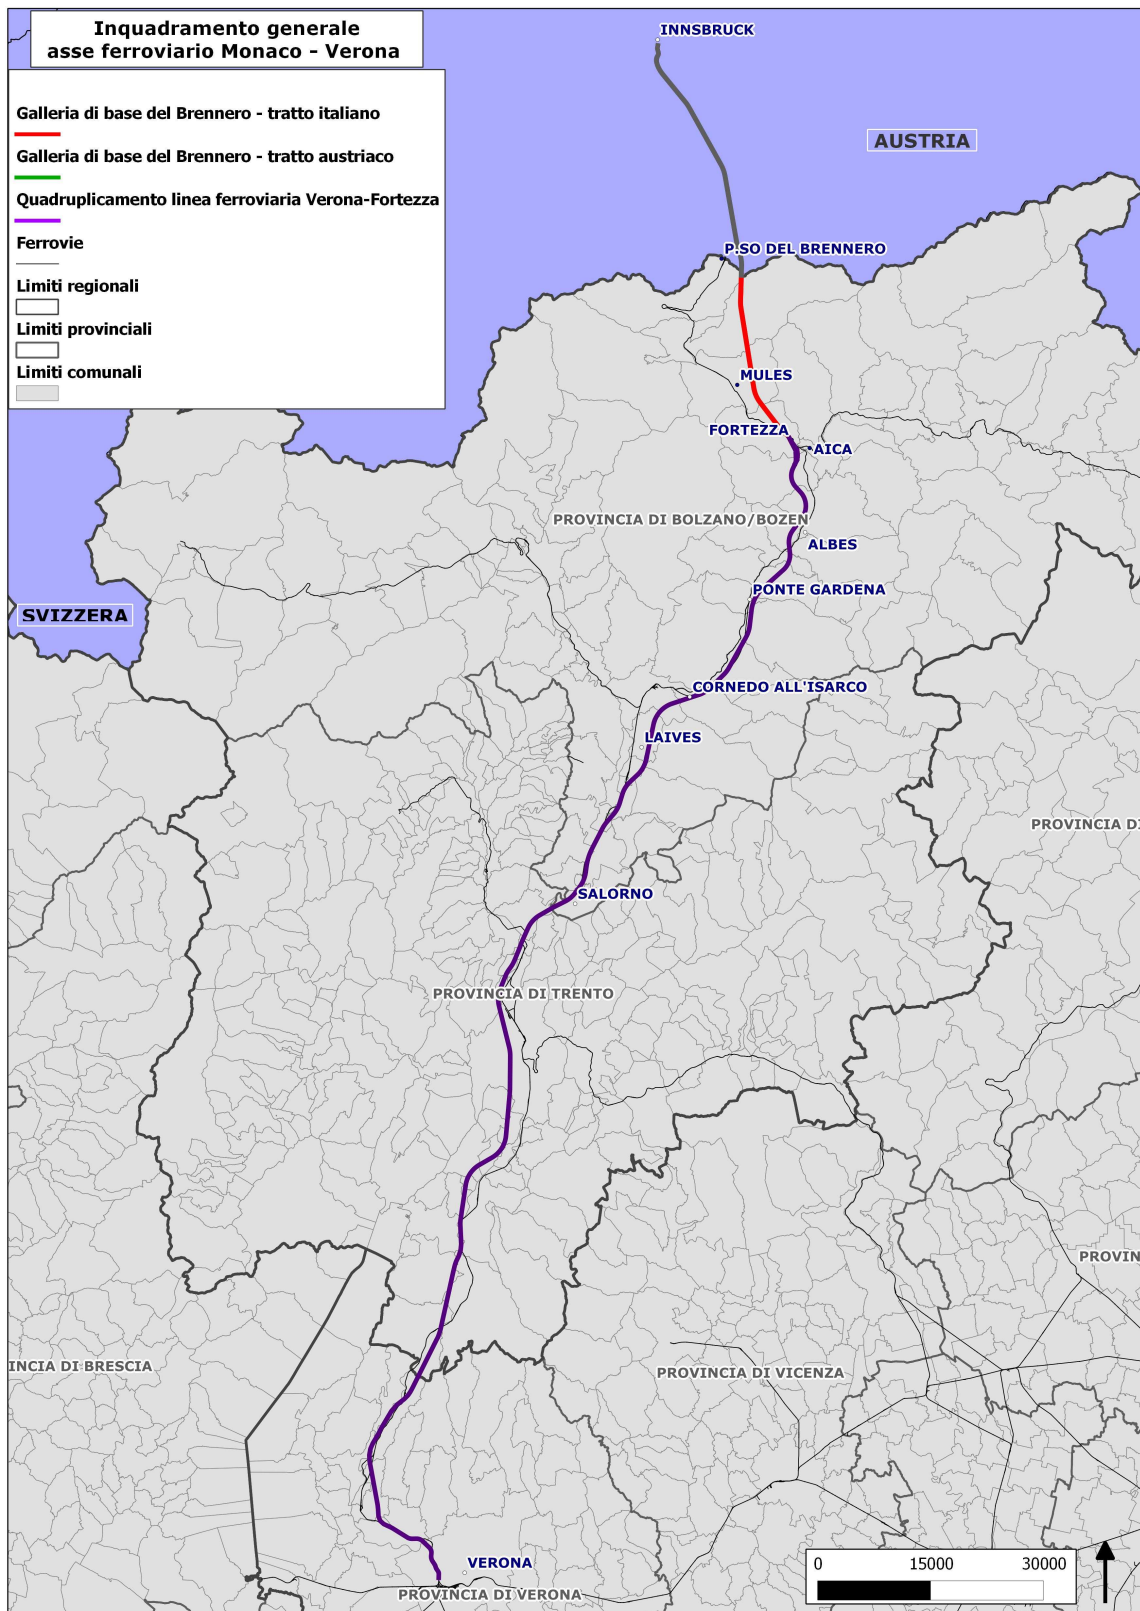 Inquadramento generale
asse ferroviario Monaco - Verona
Galleria di base del Brennero - tratto italiano
Galleria di base del Brennero - tratto austriaco
Quadruplicamento linea ferroviaria Verona-Fortezza
Ferrovie
Limiti regionali
Limiti provinciali
Limiti comunali
INNSBRUCK
AUSTRIA
P.SO DEL BRENNERO
MULES
FORTEZZA
AICA
PROVINCIA DI BOLZANO/BOZEN
ALBES
PONTE GARDENA
SVIZZERA
CORNEDO ALL'ISARCO
LAIVES
PROVINCIA DI
SALORNO
PROVINCIA DI TRENTO
PROVIN
INCIA DI BRESCIA
PROVINCIA DI VICENZA
VERONA
PROVINCIA DI VERONA
0 15000 30000